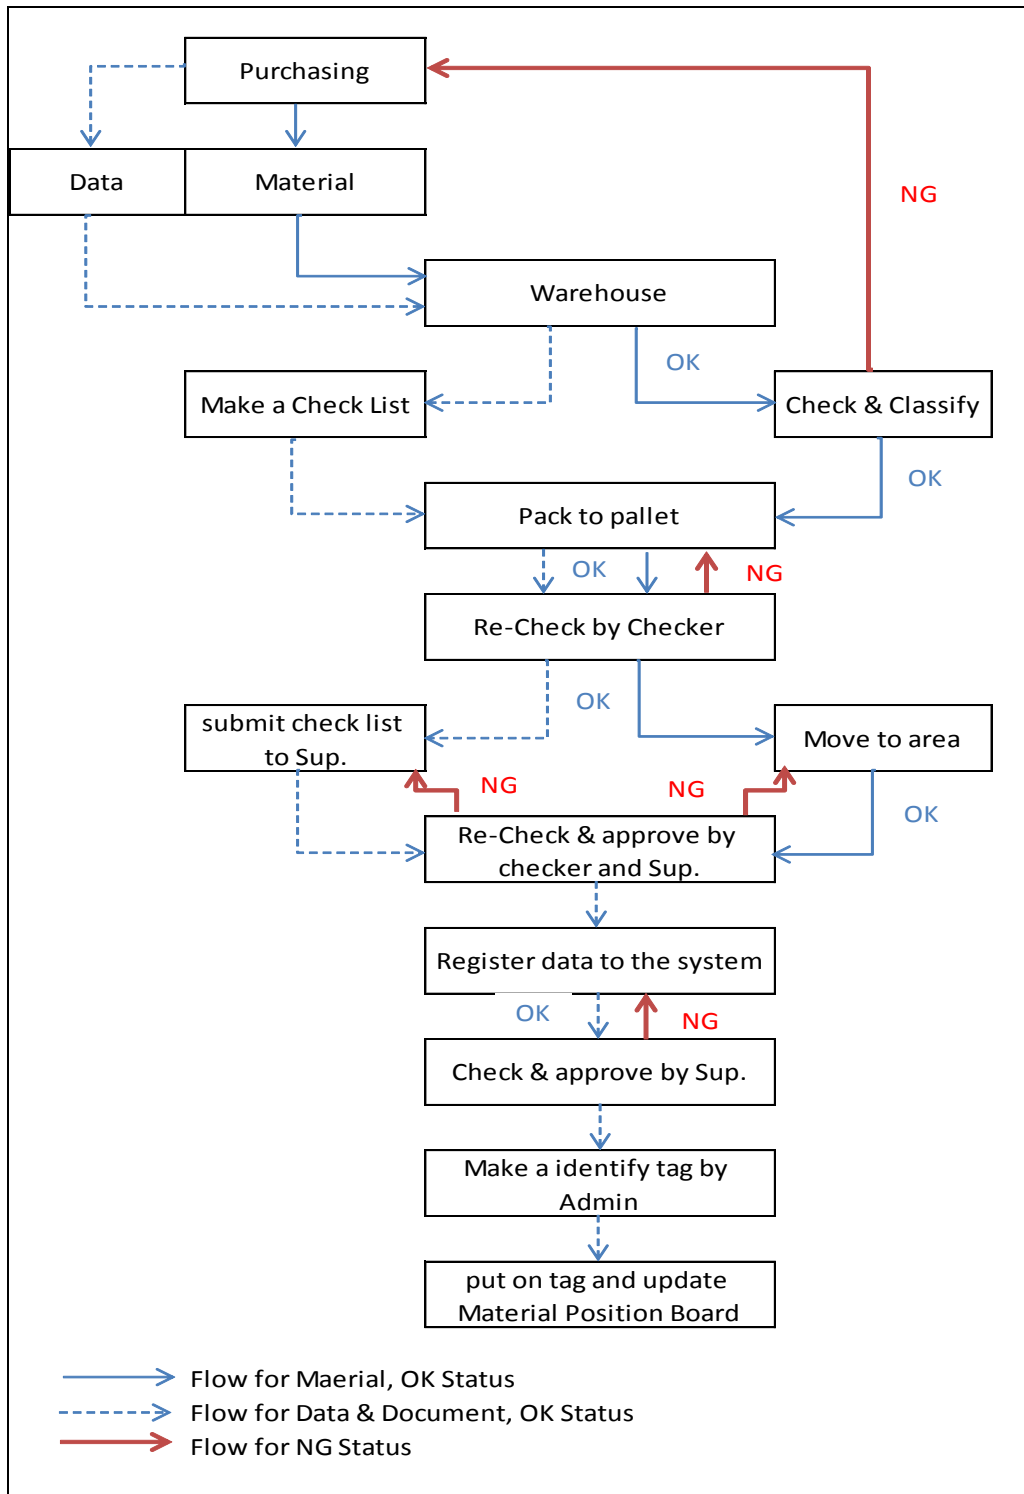 Purchasing
Data
Material
NG
Warehouse
OK
Make a Check List
Check & Classify
OK
Pack to pallet
OK
NG
Re-Check by Checker
OK
submit check list
to Sup.
Move to area
NG
NG
OK
Re-Check & approve by
checker and Sup.
Register data to the system
OK
NG
Check & approve by Sup.
Make a identify tag by
Admin
put on tag and update
Material Position Board
Flow for Maerial, OK Status
Flow for Data & Document, OK Status
Flow for NG Status